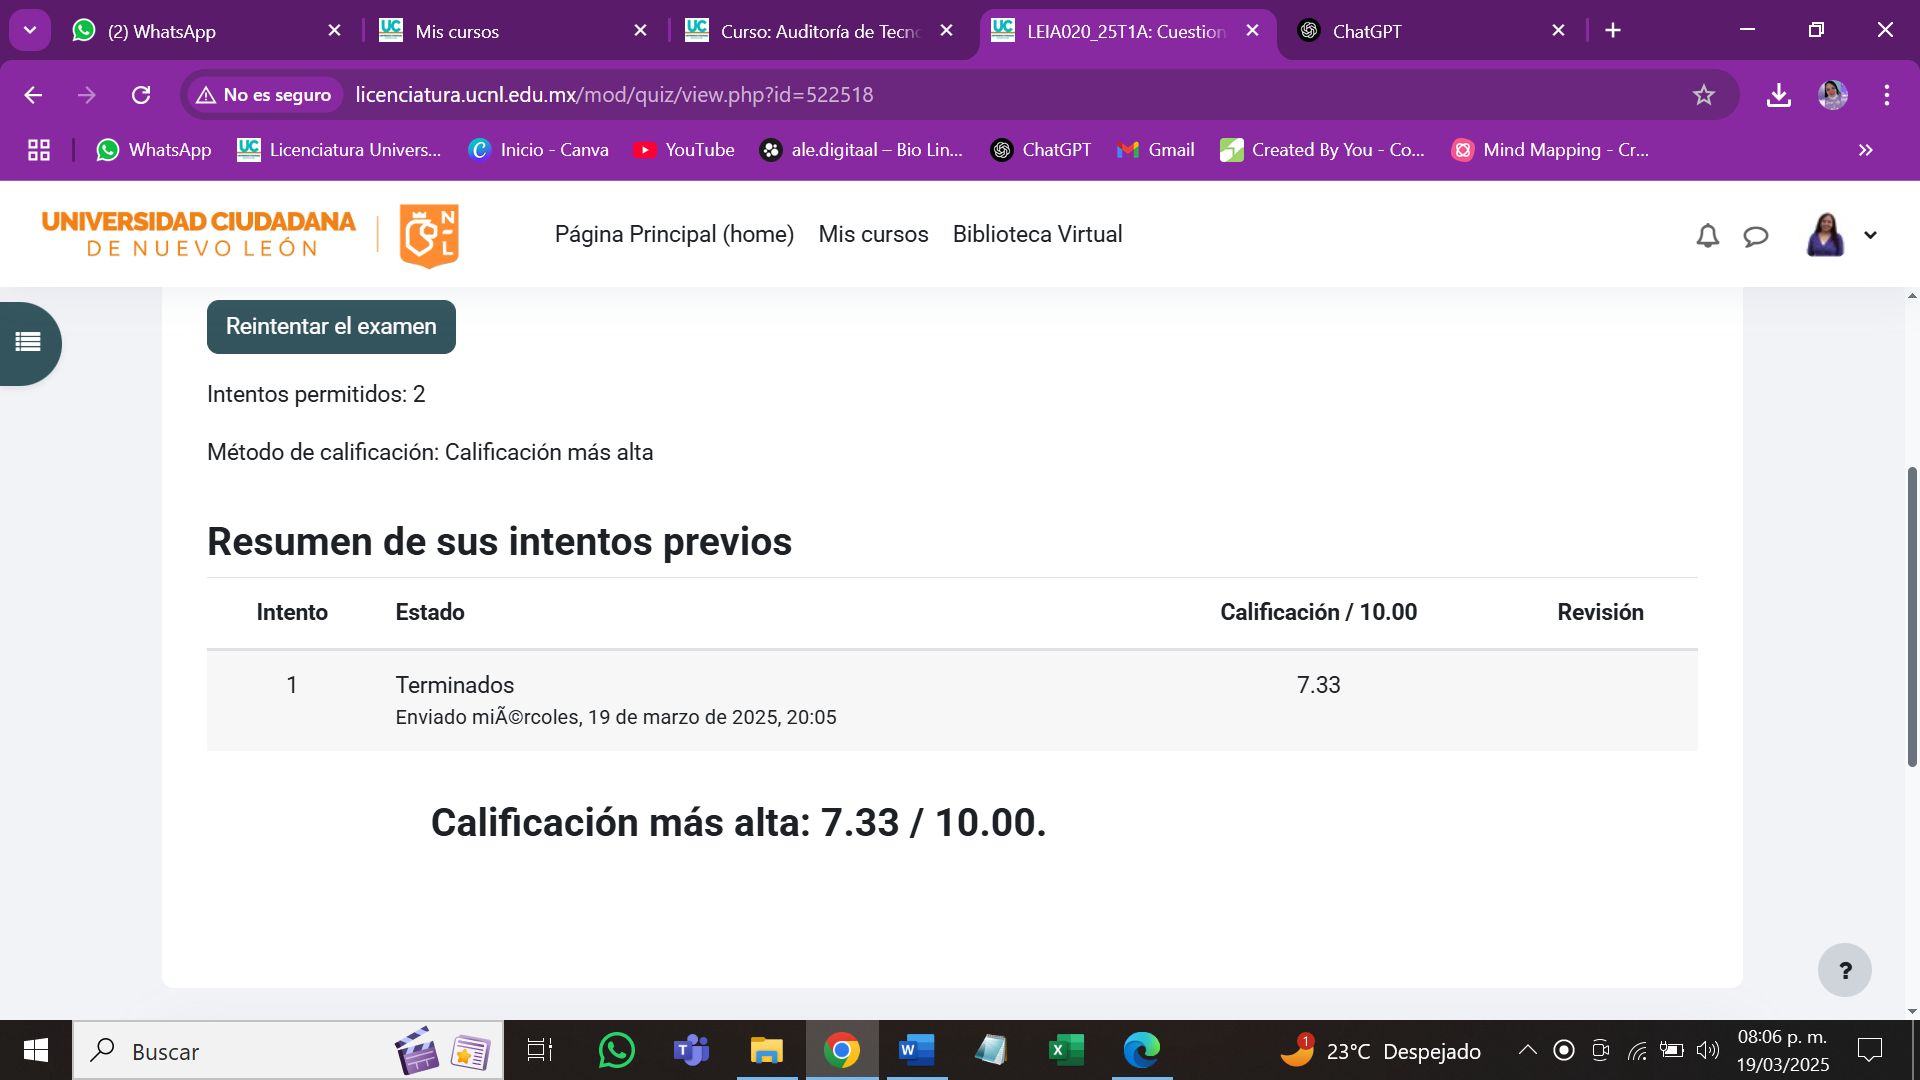 (2) WhatsApp
Mis cursos
Curso: Auditoría de Tecno
LEIA020_25T1A: Cuestion
ChatGPT
No es seguro
licenciatura.ucnl.edu.mx/mod/quiz/view.php?id=522518
WhatsApp
Licenciatura Univers...
Inicio - Canva
YouTube
ale.digitaal – Bio Lin...
ChatGPT
Gmail
Created By You - Co...
Mind Mapping - Cr...
UNIVERSIDAD CIUDADANA
DE NUEVO LEÓN
N
L
Página Principal (home)
Mis cursos
Biblioteca Virtual
Reintentar el examen
Intentos permitidos: 2
Método de calificación: Calificación más alta
Resumen de sus intentos previos
Intento Estado Calificación / 10.00 Revisión
1 Terminados 7.33
Enviado miÃ©rcoles, 19 de marzo de 2025, 20:05
Calificación más alta: 7.33 / 10.00.
?
Buscar
1
23°C Despejado
08:06 p. m.
19/03/2025